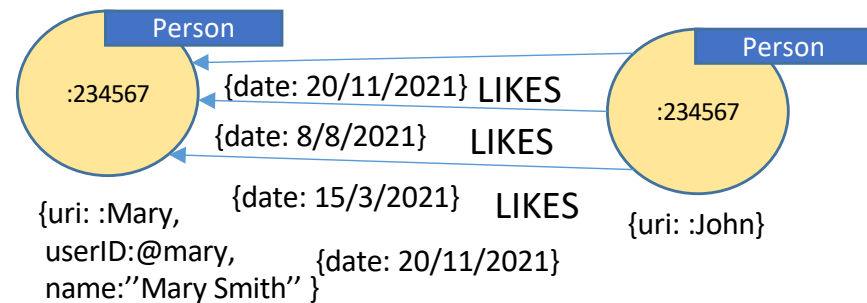 Person
Person
:234567
:234567
{date: 20/11/2021} LIKES
{date: 8/8/2021} LIKES
{date: 15/3/2021} LIKES
{uri: :Mary,
userID:@mary,
name:''Mary Smith'' }
{date: 20/11/2021}
{uri: :John}